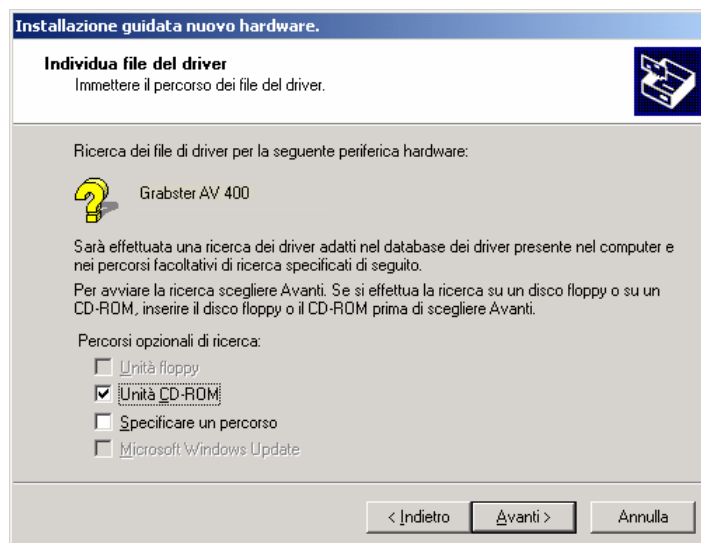 Installazione guidata nuovo hardware.
Individua file del driver
Immettere il percorso dei file del driver.
Ricerca dei file di driver per la seguente periferica hardware:
Grabster AV 400
Sarà effettuata una ricerca dei driver adatti nel database dei driver presente nel computer e
nei percorsi facoltativi di ricerca specificati di seguito.
Per avviare la ricerca scegliere Avanti. Se si effettua la ricerca su un disco floppy o su un
CD-ROM, inserire il disco floppy o il CD-ROM prima di scegliere Avanti.
Percorsi opzionali di ricerca:
Unità floppy
Unità CD-ROM
Specificare un percorso
Microsoft Windows Update
< Indietro Avanti > Annulla